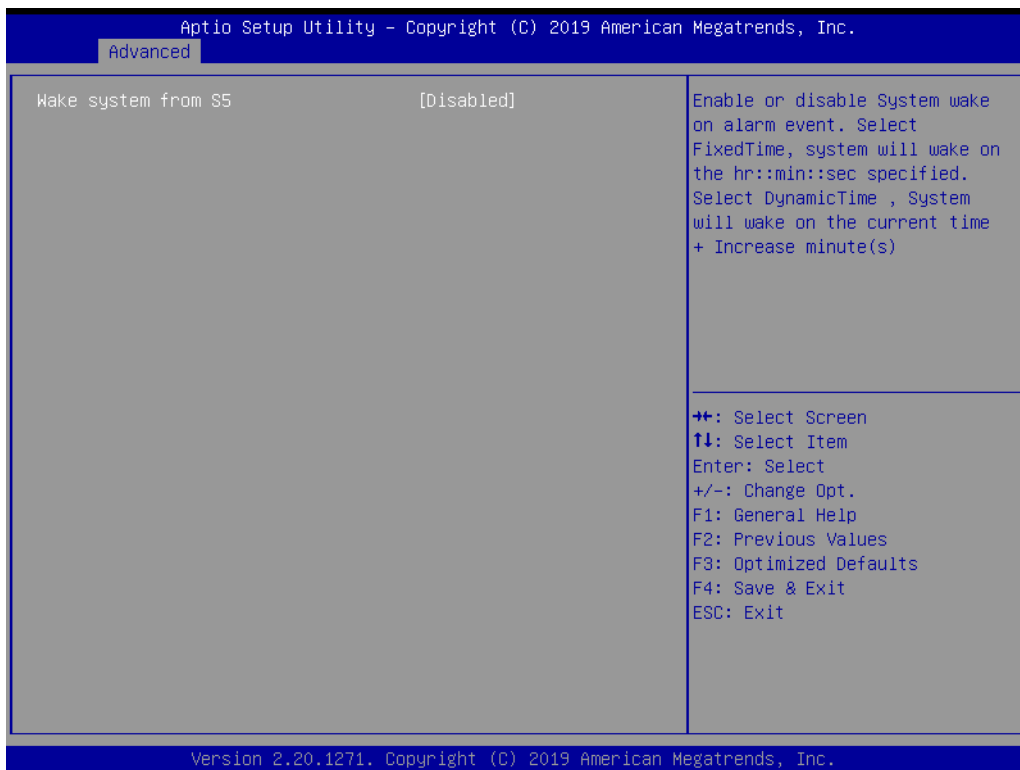 Aptio Setup Utility – Copyright (C) 2019 American Megatrends, Inc.
Advanced
Wake system from S5 [Disabled]
Enable or disable System wake
on alarm event. Select
FixedTime, system will wake on
the hr::min::sec specified.
Select DynamicTime , System
will wake on the current time
+ Increase minute(s)
→←: Select Screen
↑↓: Select Item
Enter: Select
+/-: Change Opt.
F1: General Help
F2: Previous Values
F3: Optimized Defaults
F4: Save & Exit
ESC: Exit
Version 2.20.1271. Copyright (C) 2019 American Megatrends, Inc.